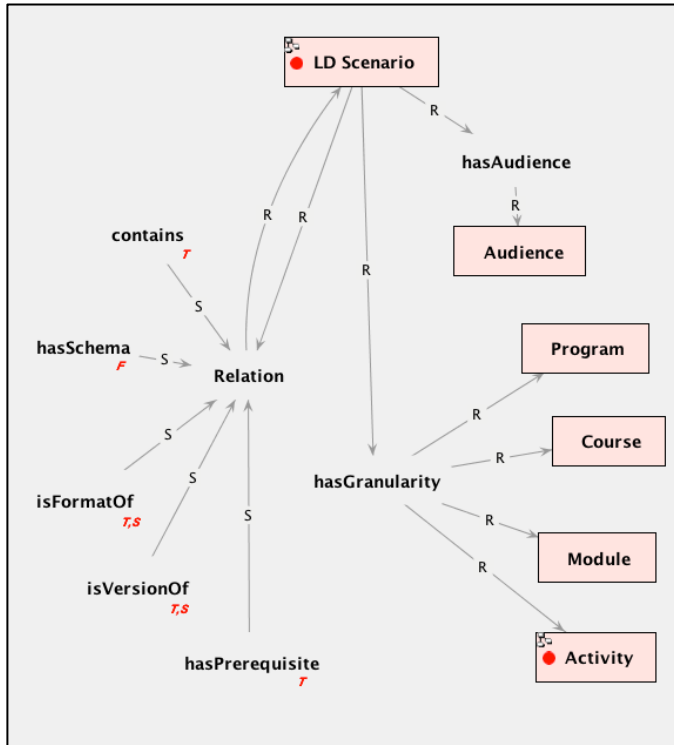 LD Scenario
R
hasAudience
R
R
R
contains
T
Audience
S
R
hasSchema
F
S
Relation
Program
R
S
Course
R
isFormatOf
T,S
S
hasGranularity
S
R
Module
R
isVersionOf
T,S
hasPrerequisite
T
Activity